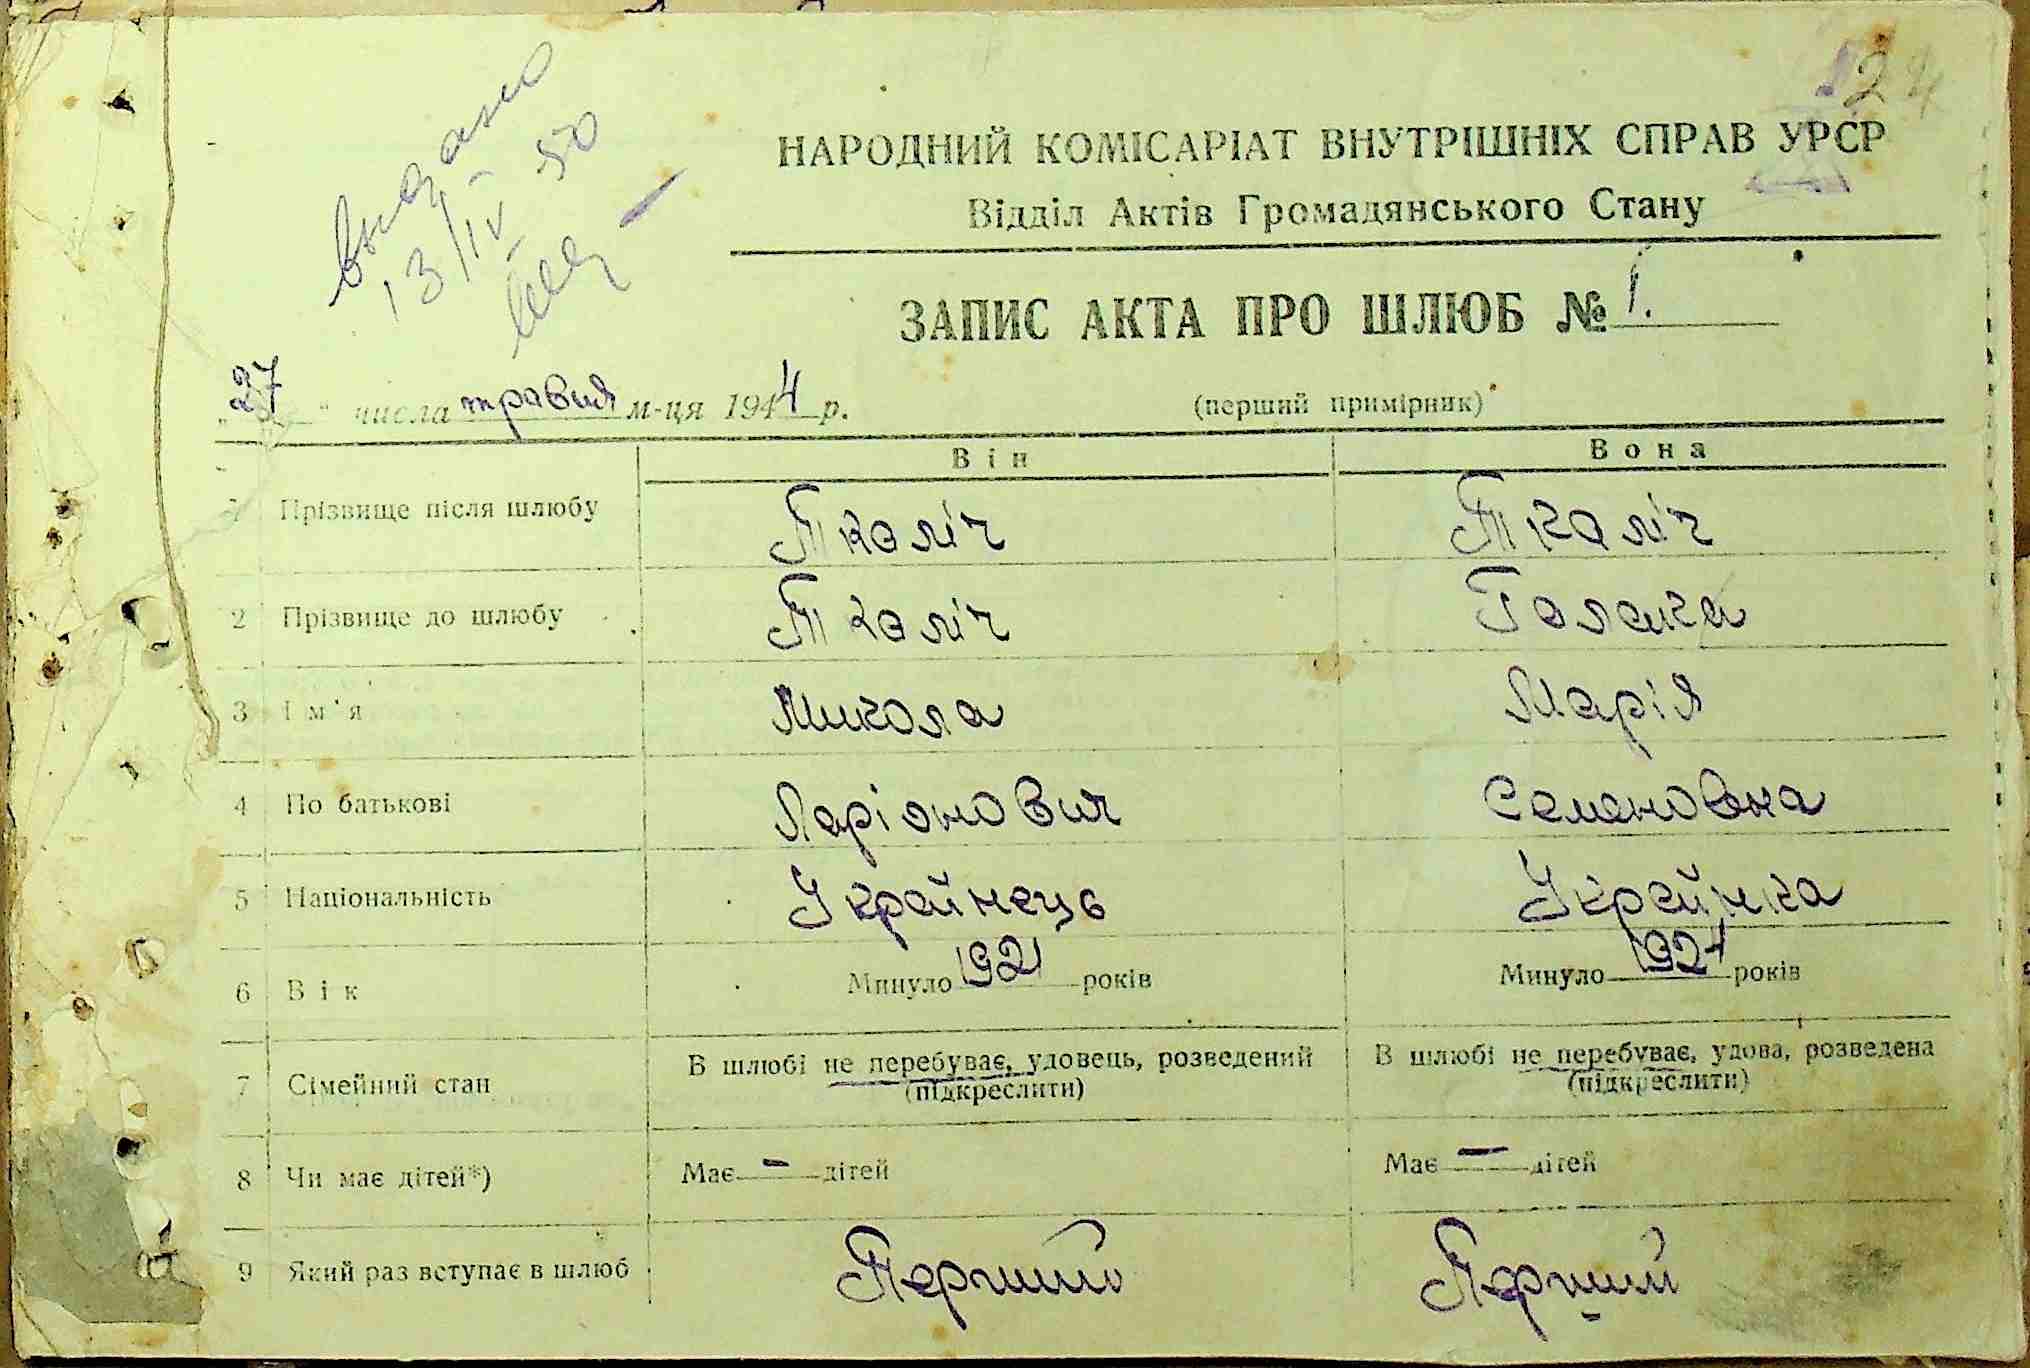 24
видано
13/IV 50
НАРОДНИЙ КОМІСАРІАТ ВНУТРІШНІХ СПРАВ УРСР
Відділ Актів Громадянського Стану
ЗАПИС АКТА ПРО ШЛЮБ № 1.
„27“ числа травня м-ця 1944 р. (перший примірник)
Він Вона
1 Прізвище після шлюбу Ткаліч Ткаліч
2 Прізвище до шлюбу Ткаліч
3 Ім'я Микола Марія
4 По батькові Ларіонович Семеновна
5 Національність Украйнець Украйнка
6 Вік Минуло 1921 років Минуло 1924 років
7 Сімейний стан В шлюбі не перебуває, удовець, розведений (підкреслити) В шлюбі не перебуває, удова, розведена (підкреслити)
8 Чи має дітей*) Має — дітей Має — дітей
9 Який раз вступає в шлюб Перший Перший